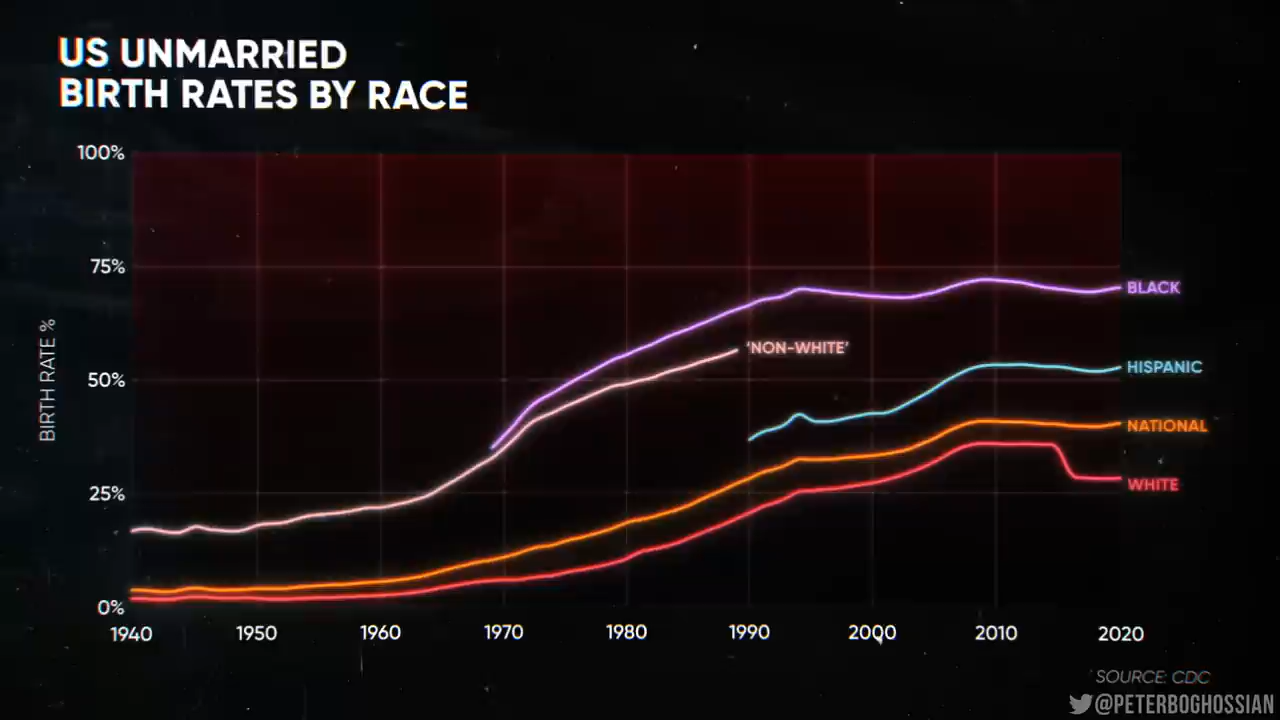 US UNMARRIED
BIRTH RATES BY RACE
100%
75%
50%
25%
0%
BIRTH RATE %
1940 1950 1960 1970 1980 1990 2000 2010 2020
BLACK
'NON-WHITE'
HISPANIC
NATIONAL
WHITE
SOURCE: CDC
@PETERBOGHOSSIAN